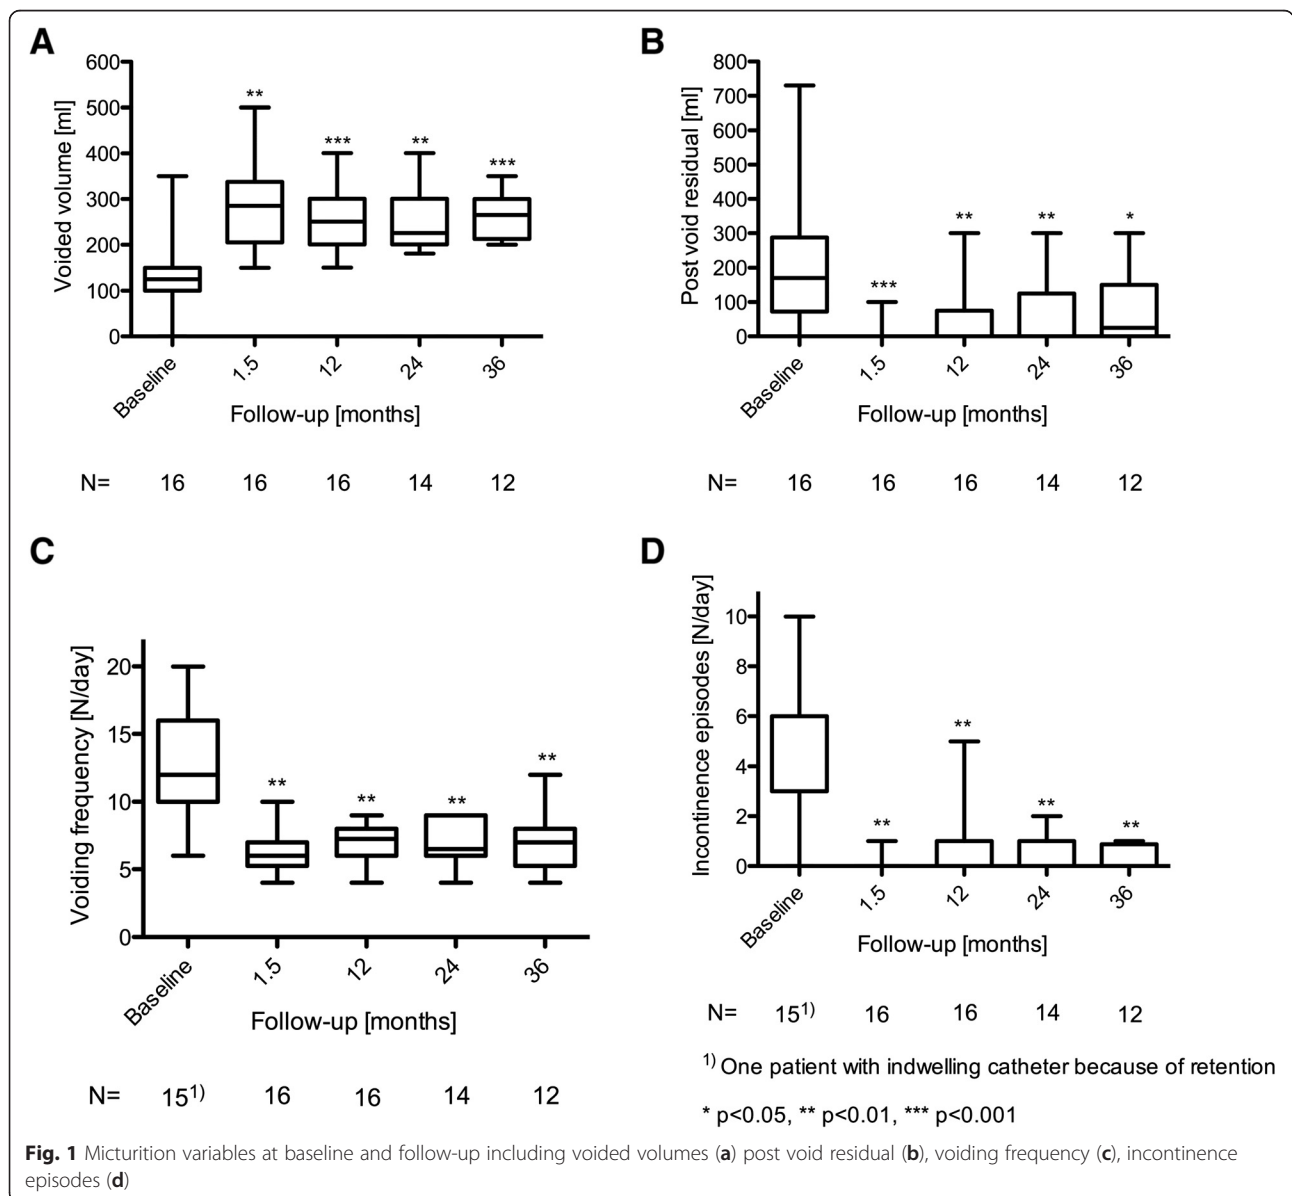 A
600
500
400
300
200
100
0
Voided volume [ml]
**
***
**
***
Baseline
1.5
12
24
36
Follow-up [months]
N= 16 16 16 14 12
B
800
700
600
500
400
300
200
100
0
Post void residual [ml]
***
**
**
*
Baseline
1.5
12
24
36
Follow-up [months]
N= 16 16 16 14 12
C
20
15
10
5
0
Voiding frequency [N/day]
**
**
**
**
Baseline
1.5
12
24
36
Follow-up [months]
N= 15¹⁾ 16 16 14 12
D
10
8
6
4
2
0
Incontinence episodes [N/day]
**
**
**
**
Baseline
1.5
12
24
36
Follow-up [months]
N= 15¹⁾ 16 16 14 12
¹⁾ One patient with indwelling catheter because of retention
* p<0.05, ** p<0.01, *** p<0.001
Fig. 1 Micturition variables at baseline and follow-up including voided volumes (a) post void residual (b), voiding frequency (c), incontinence
episodes (d)